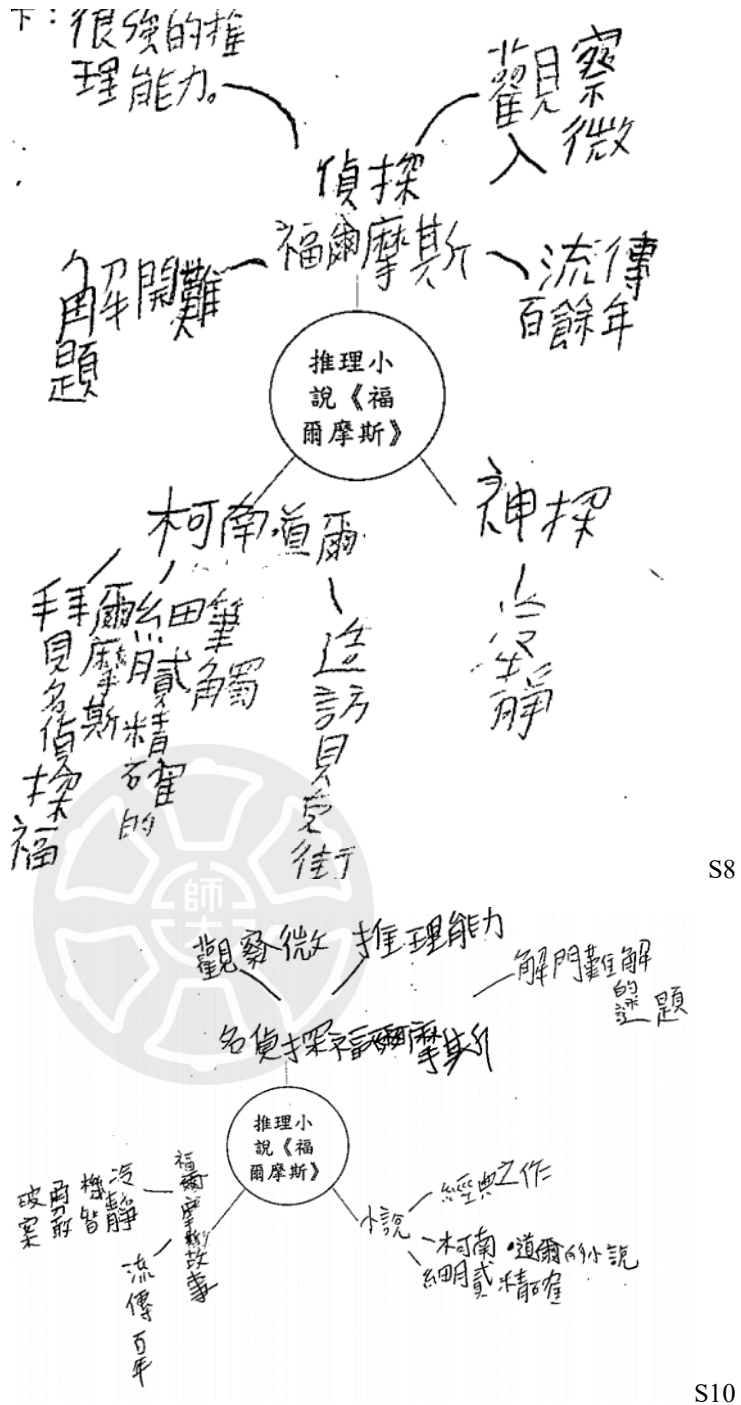 下：很強的推
理能力。
觀察
入微
偵探
福爾摩斯
解開難
題
流傳
百餘年
推理小
說《福
爾摩斯》
柯南·道爾
神探
拜見名偵探福
爾摩斯
細膩精確的
筆觸
造訪貝克街
冷靜
S8
師大
觀察微
推理能力
解開難解
的謎題
名偵探福爾摩斯
推理小
說《福
爾摩斯》
福爾摩斯故事
冷靜
機智
勇敢
破案
流傳百年
小說
經典之作
柯南·道爾的小說
細膩精確
S10